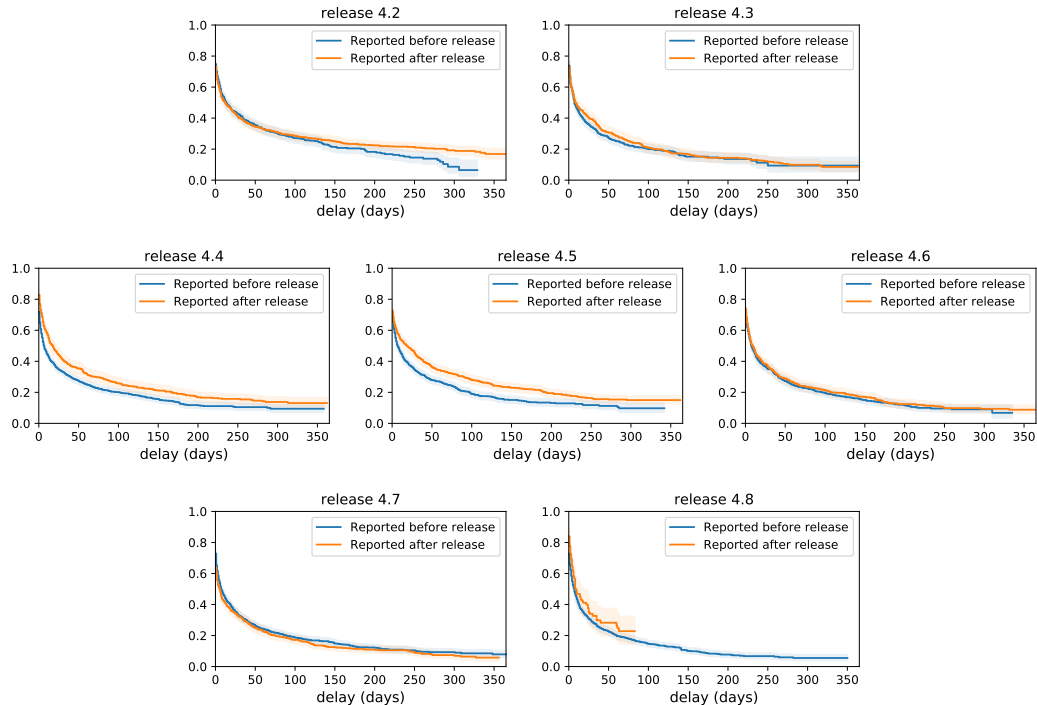 release 4.2
1.0
0.8
0.6
0.4
0.2
0.0
Reported before release
Reported after release
0 50 100 150 200 250 300 350
delay (days)
release 4.3
1.0
0.8
0.6
0.4
0.2
0.0
Reported before release
Reported after release
0 50 100 150 200 250 300 350
delay (days)
release 4.4
1.0
0.8
0.6
0.4
0.2
0.0
Reported before release
Reported after release
0 50 100 150 200 250 300 350
delay (days)
release 4.5
1.0
0.8
0.6
0.4
0.2
0.0
Reported before release
Reported after release
0 50 100 150 200 250 300 350
delay (days)
release 4.6
1.0
0.8
0.6
0.4
0.2
0.0
Reported before release
Reported after release
0 50 100 150 200 250 300 350
delay (days)
release 4.7
1.0
0.8
0.6
0.4
0.2
0.0
Reported before release
Reported after release
0 50 100 150 200 250 300 350
delay (days)
release 4.8
1.0
0.8
0.6
0.4
0.2
0.0
Reported before release
Reported after release
0 50 100 150 200 250 300 350
delay (days)